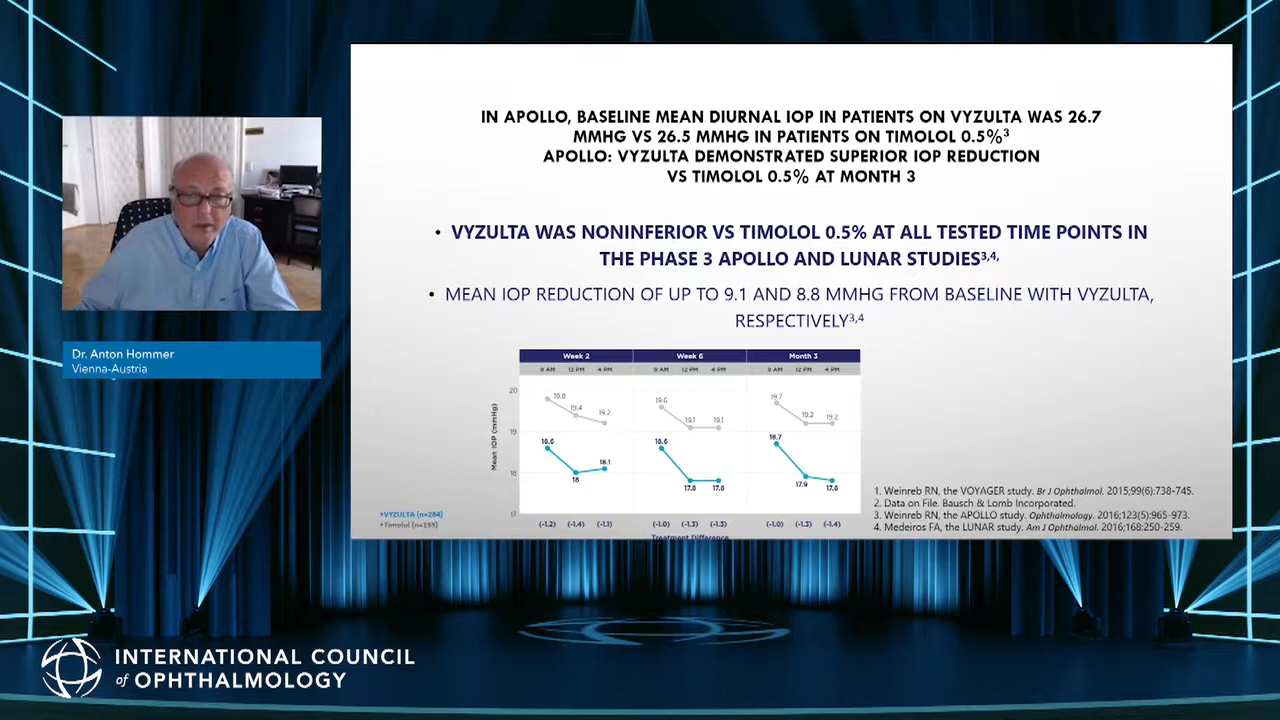 IN APOLLO, BASELINE MEAN DIURNAL IOP IN PATIENTS ON VYZULTA WAS 26.7
MMHG VS 26.5 MMHG IN PATIENTS ON TIMOLOL 0.5%³
APOLLO: VYZULTA DEMONSTRATED SUPERIOR IOP REDUCTION
VS TIMOLOL 0.5% AT MONTH 3
• VYZULTA WAS NONINFERIOR VS TIMOLOL 0.5% AT ALL TESTED TIME POINTS IN
THE PHASE 3 APOLLO AND LUNAR STUDIES³,⁴,
• MEAN IOP REDUCTION OF UP TO 9.1 AND 8.8 MMHG FROM BASELINE WITH VYZULTA,
RESPECTIVELY³,⁴
Week 2 Week 6 Month 3
8 AM 12 PM 4 PM 8 AM 12 PM 4 PM 8 AM 12 PM 4 PM
Mean IOP (mmHg)
20
19
18
17
19.8 19.4 19.2 19.6 19.1 19.1 19.7 19.2 19.2
18.6 18 18.1 18.6 17.8 17.8 18.7 17.9 17.8
•VYZULTA (n=284)
•Timolol
(-1.2) (-1.4) (-1.1) (-1.0) (-1.3) (-1.3) (-1.0) (-1.3) (-1.4)
Treatment Difference
1. Weinreb RN, the VOYAGER study. Br J Ophthalmol. 2015;99(6):738-745.
2. Data on File. Bausch & Lomb Incorporated.
3. Weinreb RN, the APOLLO study. Ophthalmology. 2016;123(5):965-973.
4. Medeiros FA, the LUNAR study. Am J Ophthalmol. 2016;168:250-259.
Dr. Anton Hommer
Vienna-Austria
INTERNATIONAL COUNCIL
of OPHTHALMOLOGY